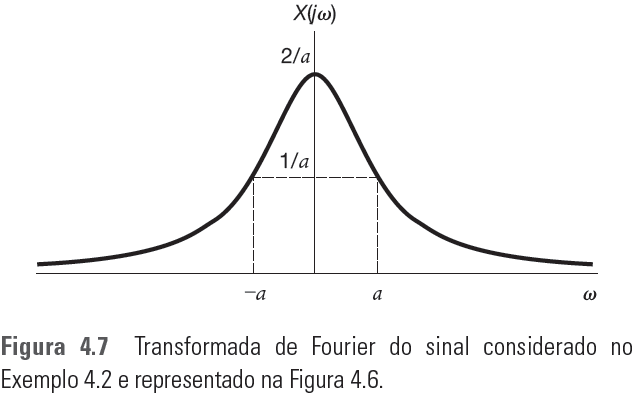 X(jω)
2/a
1/a
−a
a
ω
Figura 4.7 Transformada de Fourier do sinal considerado no
Exemplo 4.2 e representado na Figura 4.6.